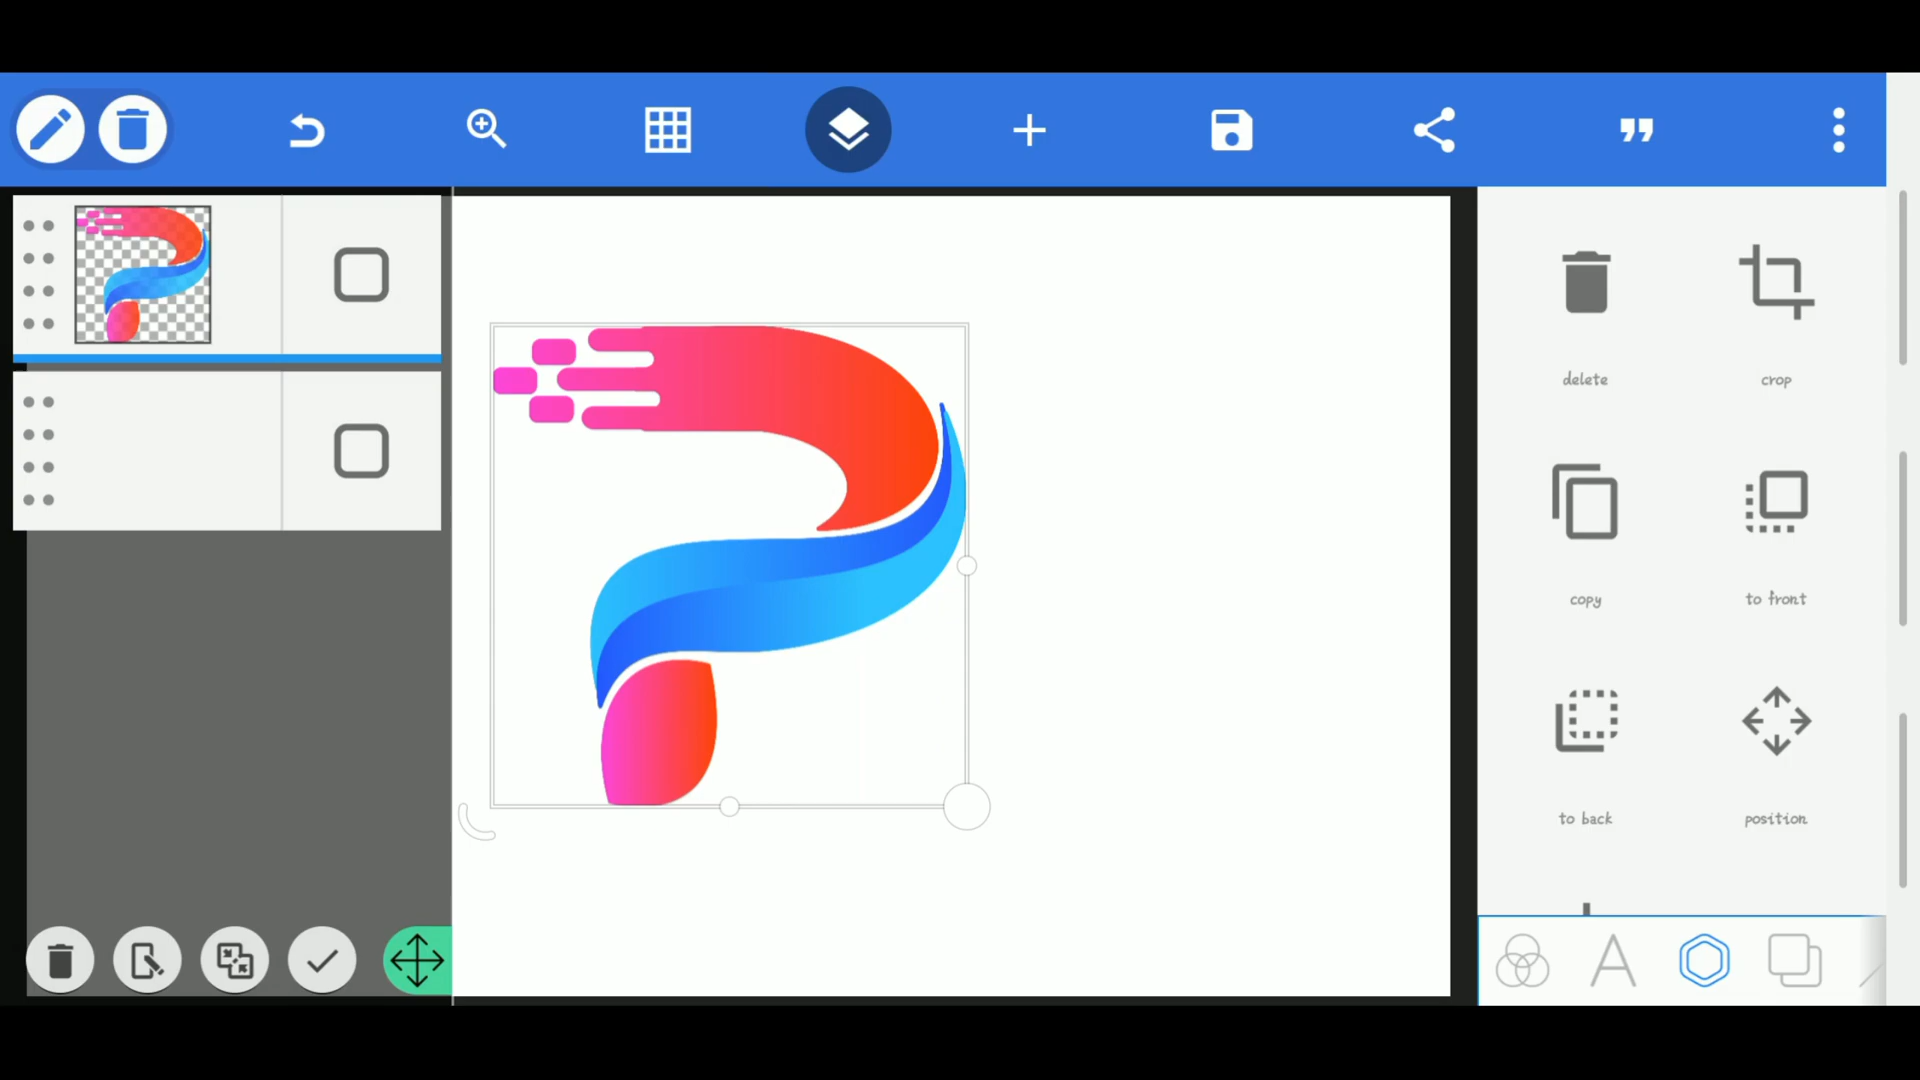 delete
crop
copy
to front
to back
position